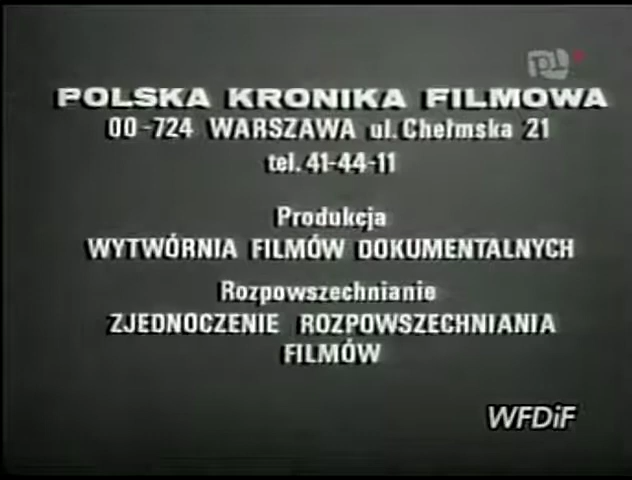 POLSKA KRONIKA FILMOWA
00-724 WARSZAWA ul. Chełmska 21
tel. 41-44-11
Produkcja
WYTWÓRNIA FILMÓW DOKUMENTALNYCH
Rozpowszechnianie
ZJEDNOCZENIE ROZPOWSZECHNIANIA
FILMÓW
WFDiF